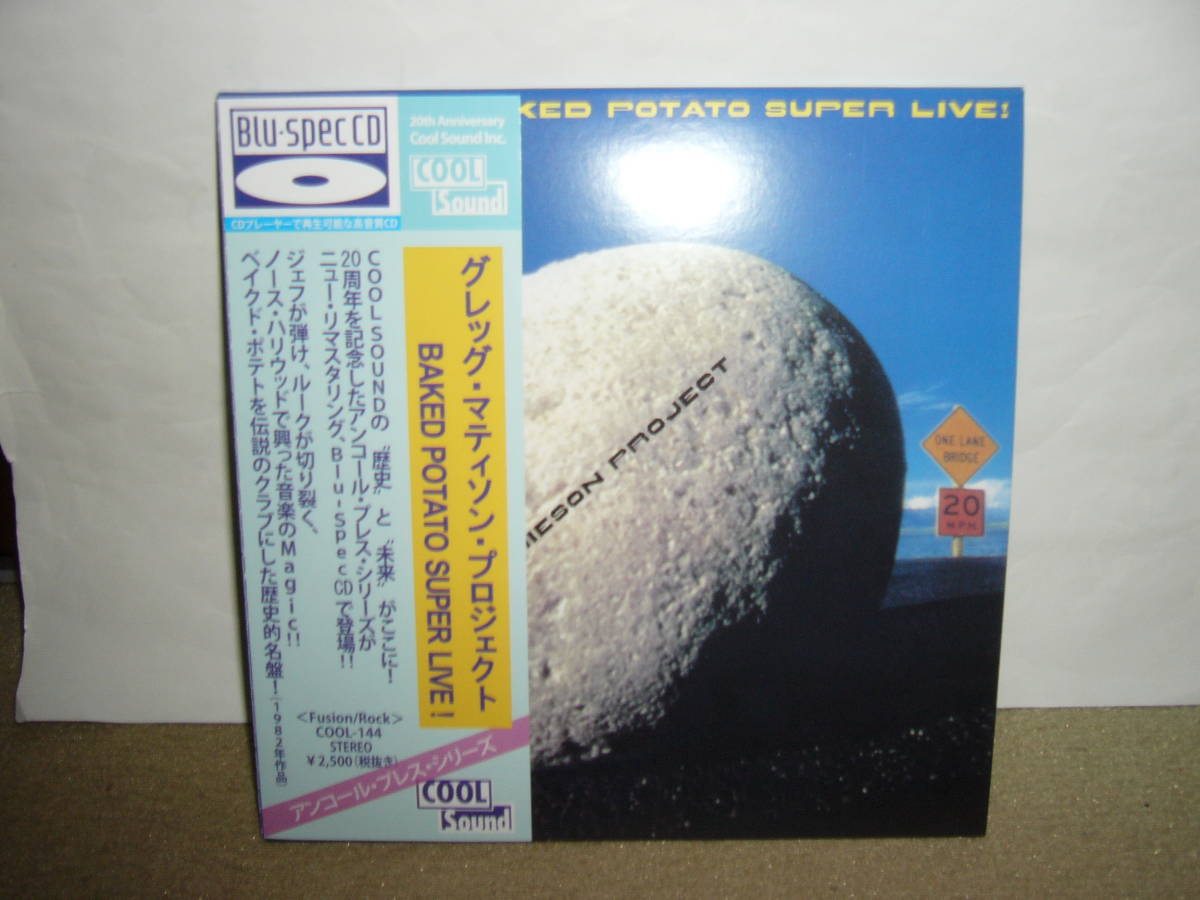 Blu-specCD
CDプレーヤーで再生可能な高音質CD
20th Anniversary
Cool Sound Inc.
COOL
Sound
グレッグ・マティソン・プロジェクト
BAKED POTATO SUPER LIVE!
COOL SOUNDの〝歴史〟と〝未来〟がここに!
20周年を記念したアンコール・プレス・シリーズが
ニュー・リマスタリング、Blu-SpecCDで登場!!
ジェフが弾け、ルークが切り裂く、
ノース・ハリウッドで興った音楽のMagic!!
ベイクド・ポテトを伝説のクラブにした歴史的名盤!(1982年作品)
<Fusion/Rock>
COOL-144
STEREO
¥2,500(税抜き)
アンコール・プレス・シリーズ
COOL
Sound
KED POTATO SUPER LIVE!
IESON PROJECT
ONE LANE
BRIDGE
20
M.P.H.